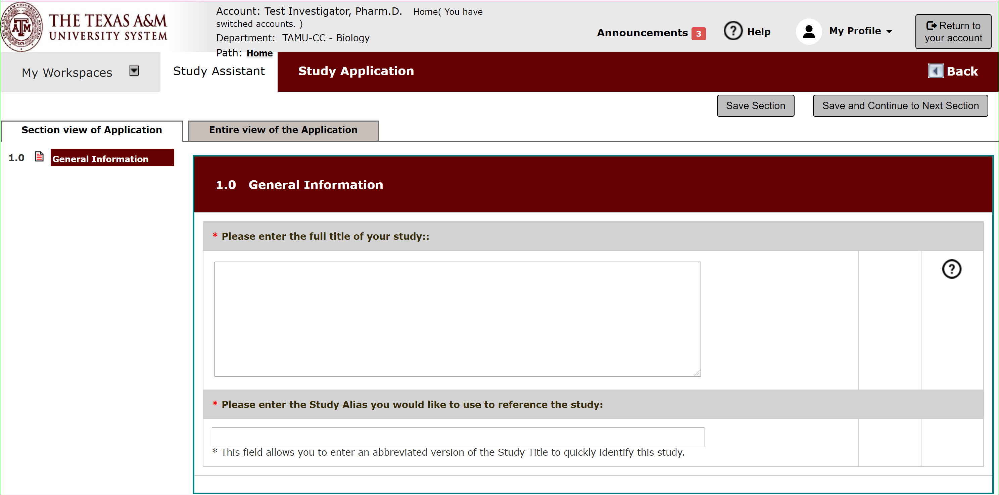 THE TEXAS A&M
UNIVERSITY SYSTEM
Account: Test Investigator, Pharm.D. Home( You have
switched accounts. )
Department: TAMU-CC - Biology
Path: Home
Announcements 3
Help
My Profile
Return to
your account
My Workspaces
Study Assistant
Study Application
Back
Save Section
Save and Continue to Next Section
Section view of Application
Entire view of the Application
1.0 General Information
1.0 General Information
* Please enter the full title of your study::
* Please enter the Study Alias you would like to use to reference the study:
* This field allows you to enter an abbreviated version of the Study Title to quickly identify this study.